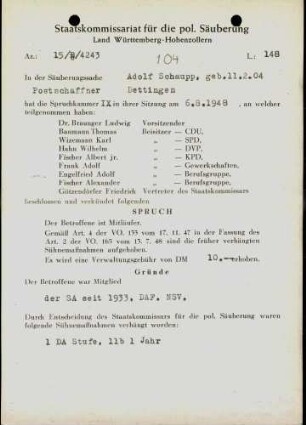 Staatskommissariat für die pol. Säuberung
Land Württemberg-Hohenzollern
Az.: 15/B/4243
104
L.: 148
In der Säuberungssache Adolf Schaupp, geb.11.2.04
Postschaffner Dettingen
hat die Spruchkammer IX in ihrer Sitzung am 6.8.1948, an welcher
teilgenommen haben:
Dr. Braunger Ludwig Vorsitzender
Baumann Thomas Beisitzer — CDU,
Wizemann Karl „ — SPD,
Hahn Wilhelm „ — DVP,
Fischer Albert jr. „ — KPD,
Frank Adolf „ — Gewerkschaften,
Engelfried Adolf „ — Berufsgruppe,
Fischer Alexander „ — Berufsgruppe,
Götzendörfer Friedrich Vertreter des Staatskommissars
beschlossen und verkündet folgenden
SPRUCH
Der Betroffene ist Mitläufer.
Gemäß Art. 4 der VO. 133 vom 17. 11. 47 in der Fassung des
Art. 2 der VO. 165 vom 13. 7. 48 sind die früher verhängten
Sühnemaßnahmen aufgehoben.
Es wird eine Verwaltungsgebühr von DM 10.-- erhoben.
Gründe
Der Betroffene war Mitglied
der SA seit 1933, DAF, NSV.
Durch Entscheidung des Staatskommissars für die pol. Säuberung waren
folgende Sühnemaßnahmen verhängt worden:
1 DA Stufe, 11b 1 Jahr